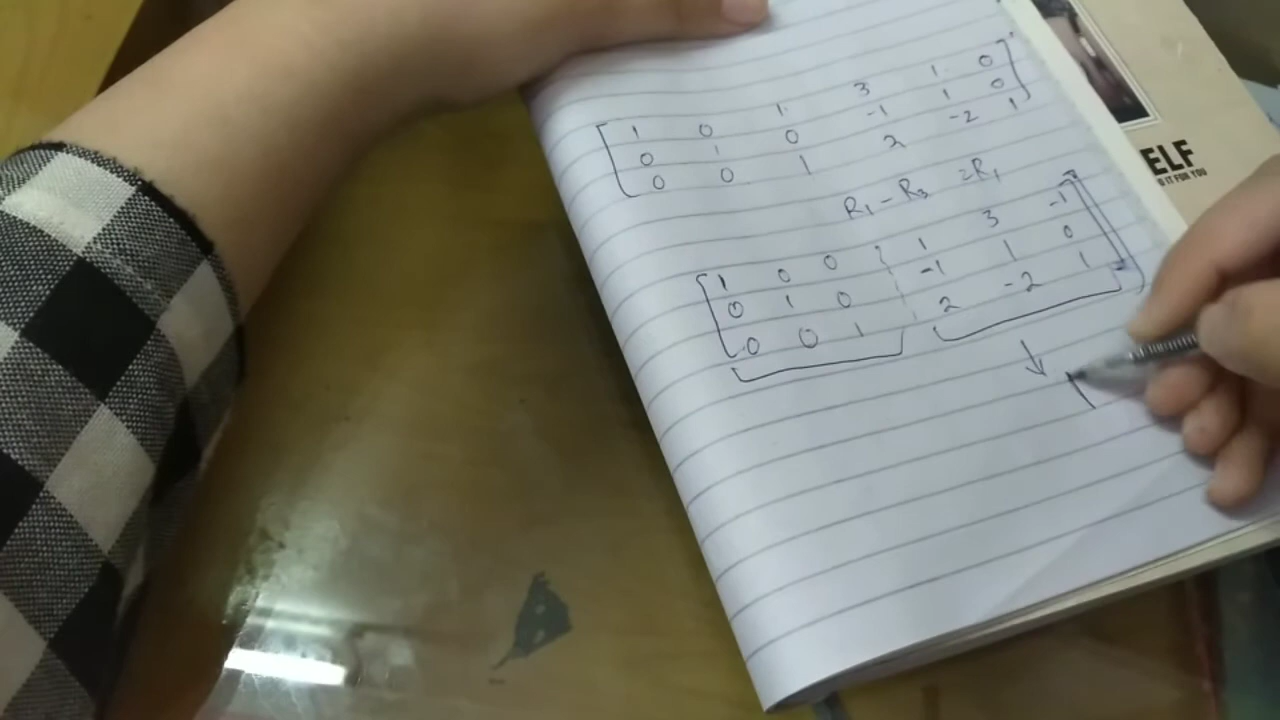 1 0 1 3 1 0
0 1 0 -1 1 0
0 0 1 2 -2 1
R1 - R3 = R1
1 0 0 1 3 -1
0 1 0 -1 1 0
0 0 1 2 -2 1
ELF